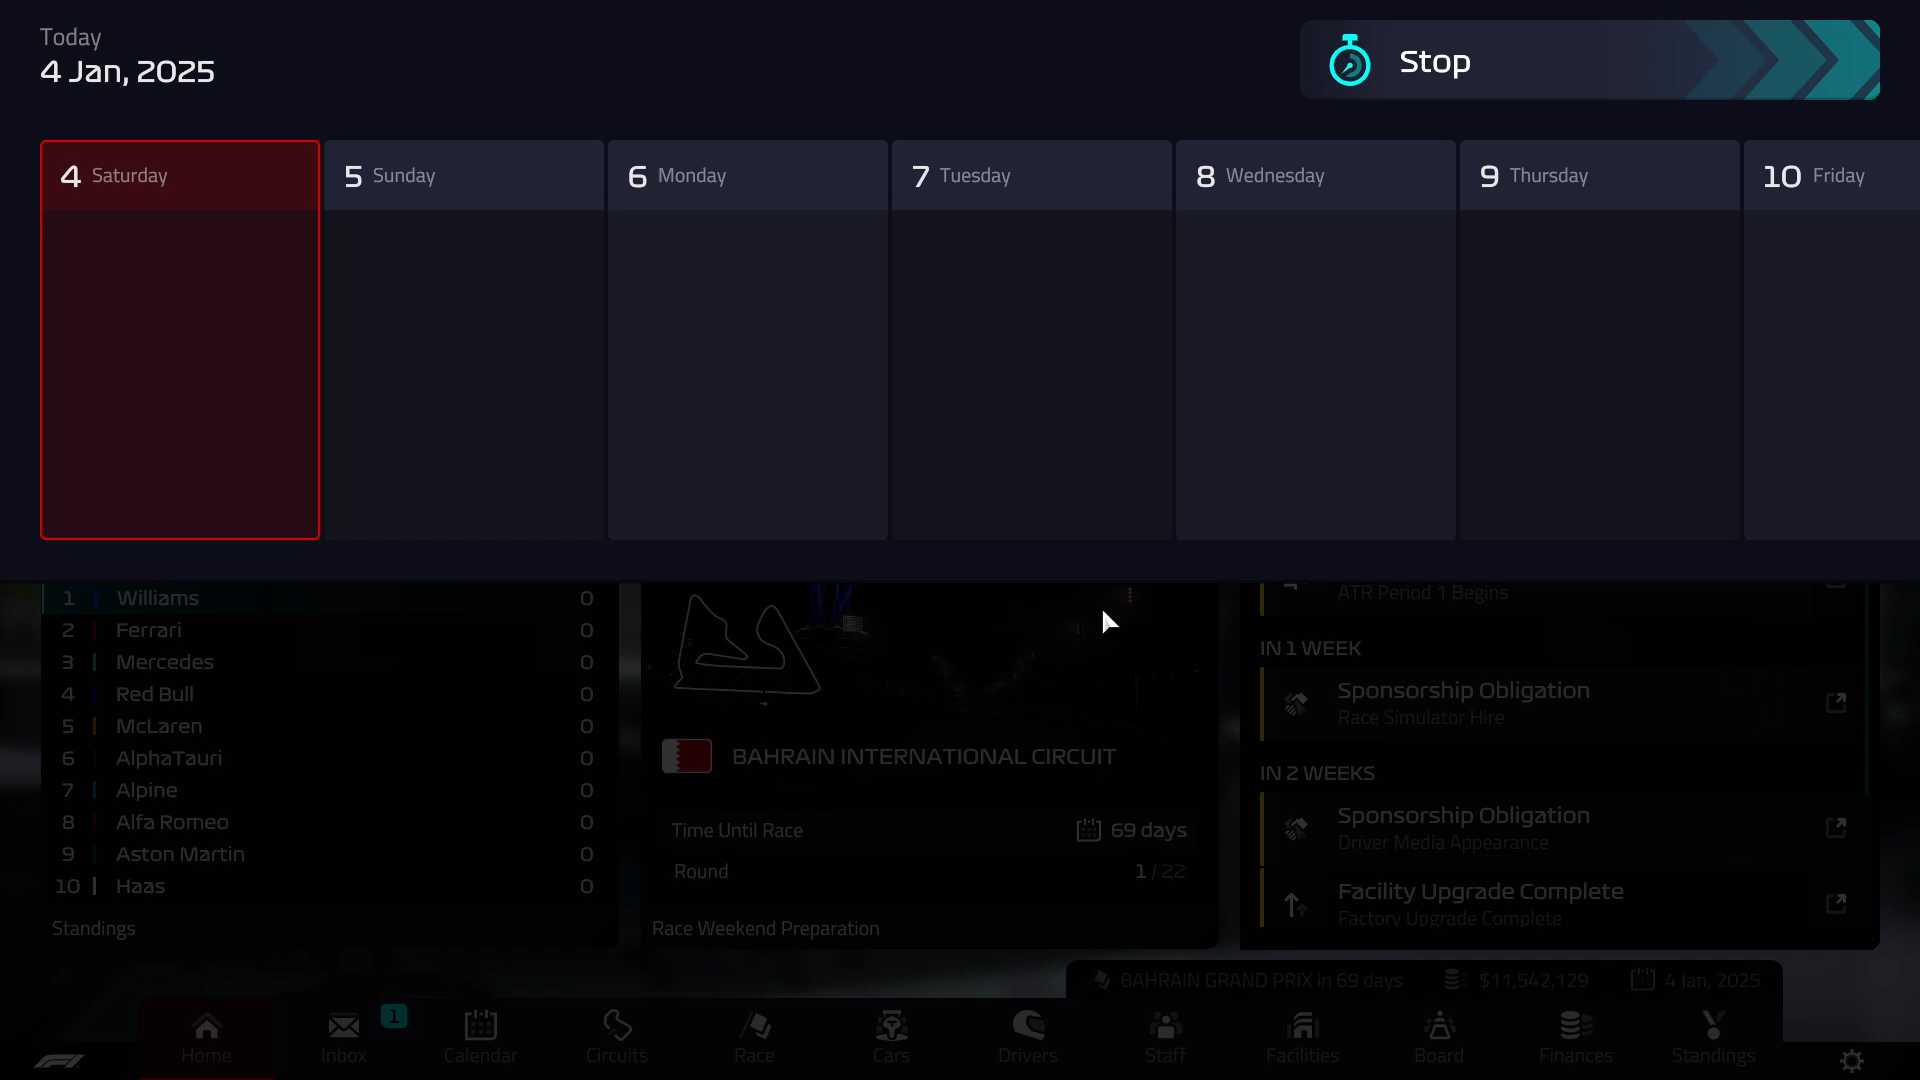 Today
4 Jan, 2025
Stop
4 Saturday
5 Sunday
6 Monday
7 Tuesday
8 Wednesday
9 Thursday
10 Friday
1 Williams 0
2 Ferrari 0
3 Mercedes 0
4 Red Bull 0
5 McLaren 0
6 AlphaTauri 0
7 Alpine 0
8 Alfa Romeo 0
9 Aston Martin 0
10 Haas 0
Standings
BAHRAIN INTERNATIONAL CIRCUIT
Time Until Race 69 days
Round 1 / 22
Race Weekend Preparation
ATR Period 1 Begins
IN 1 WEEK
Sponsorship Obligation
Race Simulator Hire
IN 2 WEEKS
Sponsorship Obligation
Driver Media Appearance
Facility Upgrade Complete
Factory Upgrade Complete
BAHRAIN GRAND PRIX in 69 days
$11,542,129
4 Jan, 2025
Home
Inbox
1
Calendar
Circuits
Race
Cars
Drivers
Staff
Facilities
Board
Finances
Standings